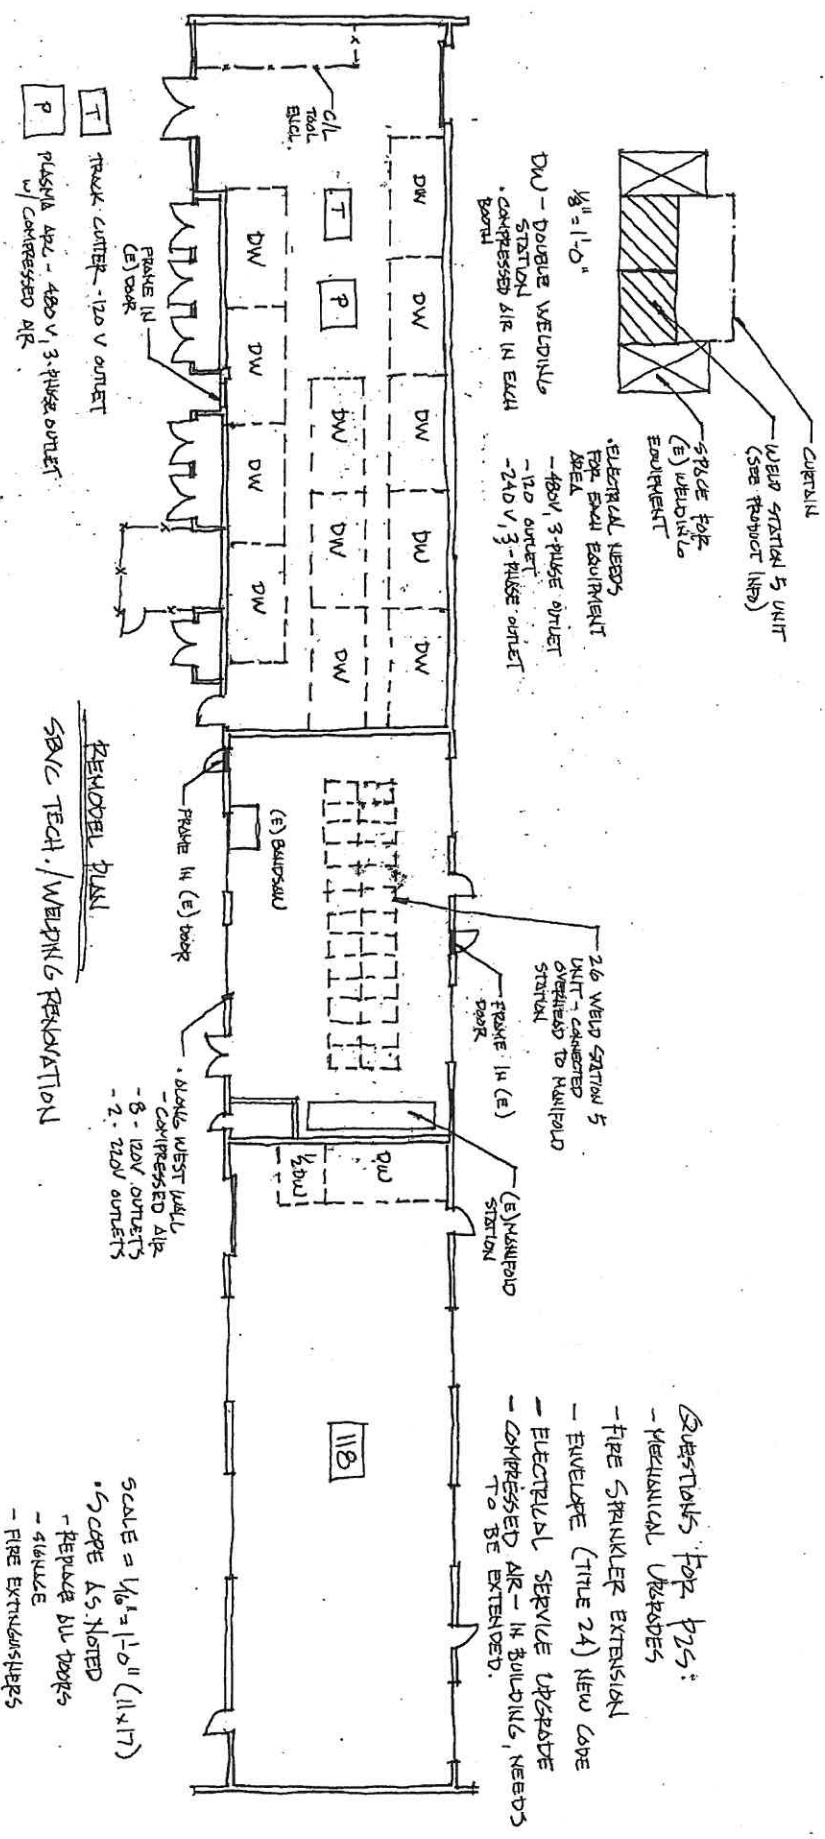 CURTAIN
WELD STATION 5 UNIT
(SEE PRODUCT INFO)
SPACE FOR
(E) WELDING
EQUIPMENT
1/8" = 1'-0"
DW - DOUBLE WELDING
STATION
• COMPRESSED AIR IN EACH
BOOTH
• ELECTRICAL NEEDS
FOR EACH EQUIPMENT
AREA
- 480V, 3-PHASE OUTLET
- 120 OUTLET
- 240 V, 3-PHASE OUTLET
26 WELD STATION 5
UNIT - CONNECTED
OVERHEAD TO MANIFOLD
STATION
FRAME IN (E)
DOOR
(E) MANIFOLD
STATION
QUESTIONS FOR P2S:
- MECHANICAL UPGRADES
- FIRE SPRINKLER EXTENSION
- ENVELOPE (TITLE 24) NEW CODE
- ELECTRICAL SERVICE UPGRADE
- COMPRESSED AIR - IN BUILDING, NEEDS
TO BE EXTENDED.
C/L
TOOL
ENCL.
DW
DW
DW
DW
DW
T
P
DW
DW
DW
DW
DW
DW
DW
(E) BANDSAW
DW
1/2 DW
118
FRAME IN
(E) DOOR
FRAME IN (E) DOOR
• ALONG WEST WALL
- COMPRESSED AIR
- 8 - 120V OUTLETS
- 2 - 220V OUTLETS
T
TRACK CUTTER - 120 V OUTLET
P
PLASMA ARC - 480 V, 3-PHASE OUTLET
W/ COMPRESSED AIR
REMODEL PLAN
SBVC TECH./WELDING RENOVATION
SCALE = 1/16" = 1'-0" (11x17)
• SCOPE AS NOTED
- REPLACE ALL DOORS
- SIGNAGE
- FIRE EXTINGUISHERS